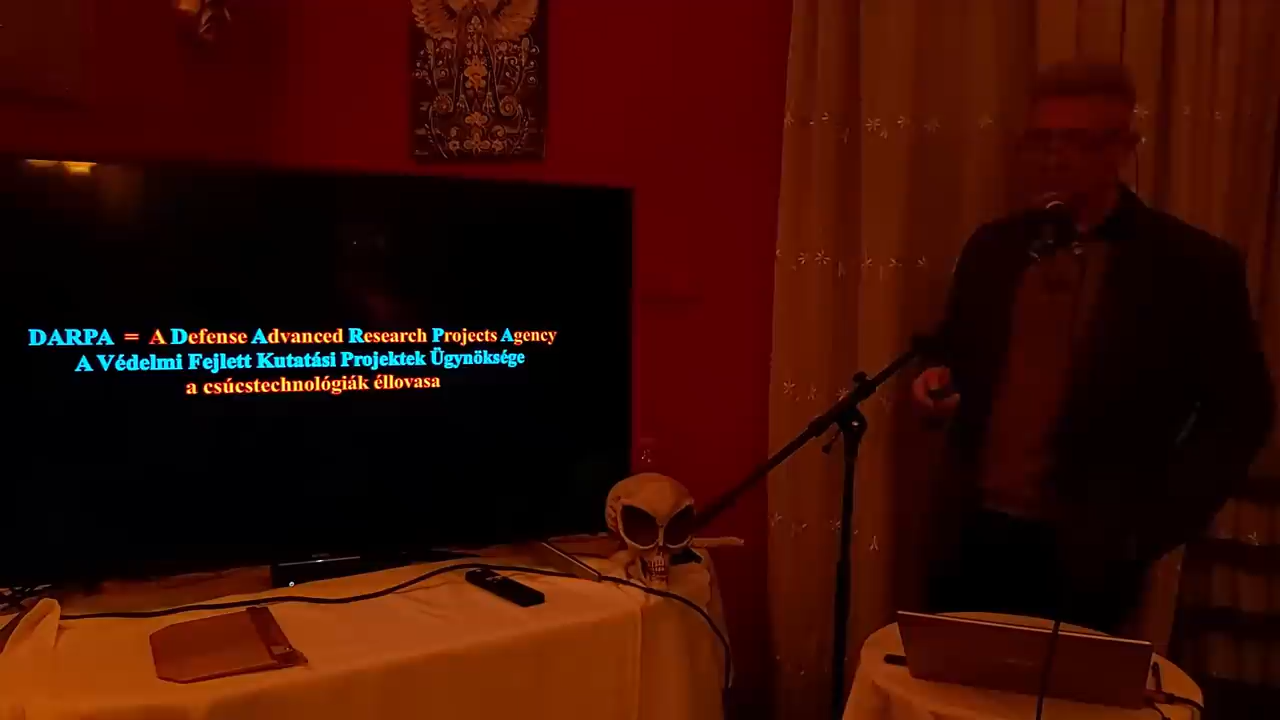 DARPA = A Defense Advanced Research Projects Agency
A Védelmi Fejlett Kutatási Projektek Ügynöksége
a csúcstechnológiák éllovasa